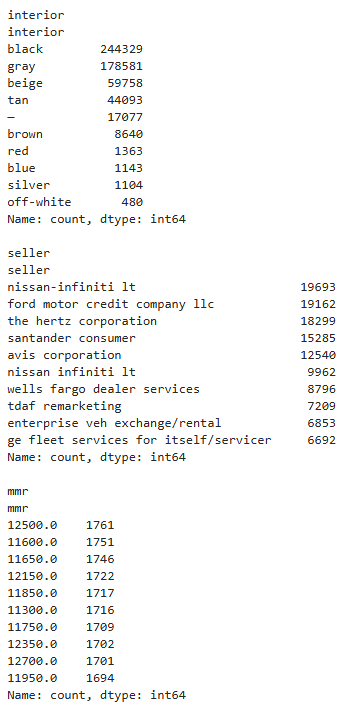 interior
interior
black 244329
gray 178581
beige 59758
tan 44093
— 17077
brown 8640
red 1363
blue 1143
silver 1104
off-white 480
Name: count, dtype: int64
seller
seller
nissan-infiniti lt 19693
ford motor credit company llc 19162
the hertz corporation 18299
santander consumer 15285
avis corporation 12540
nissan infiniti lt 9962
wells fargo dealer services 8796
tdaf remarketing 7209
enterprise veh exchange/rental 6853
ge fleet services for itself/servicer 6692
Name: count, dtype: int64
mmr
mmr
12500.0 1761
11600.0 1751
11650.0 1746
12150.0 1722
11850.0 1717
11300.0 1716
11750.0 1709
12350.0 1702
12700.0 1701
11950.0 1694
Name: count, dtype: int64